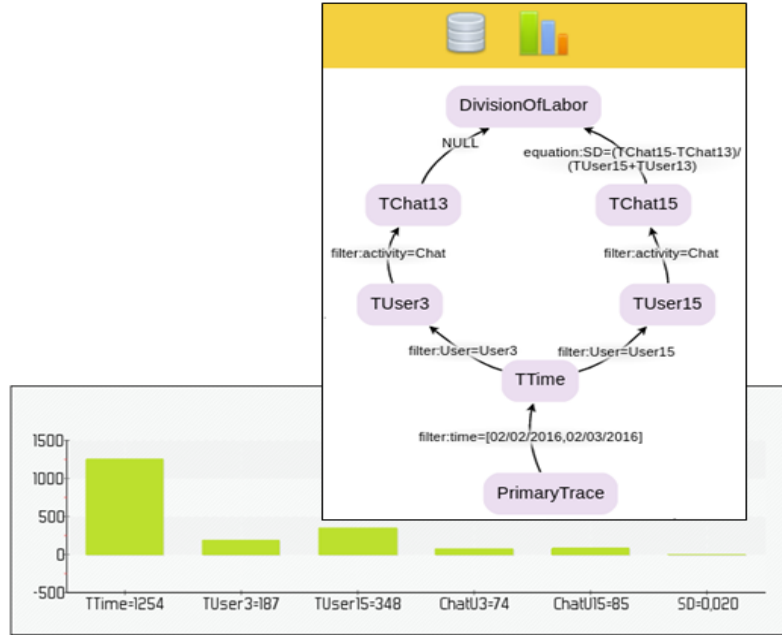 DivisionOfLabor
NULL
equation:SD=(TChat15-TChat13)/
(TUser15+TUser13)
TChat13
TChat15
filter:activity=Chat
filter:activity=Chat
TUser3
TUser15
filter:User=User3
filter:User=User15
TTime
filter:time=[02/02/2016,02/03/2016]
PrimaryTrace
1500
1000
500
0
-500
TTime=1254
TUser3=187
TUser15=348
ChatU3=74
ChatU15=85
SD=0,020